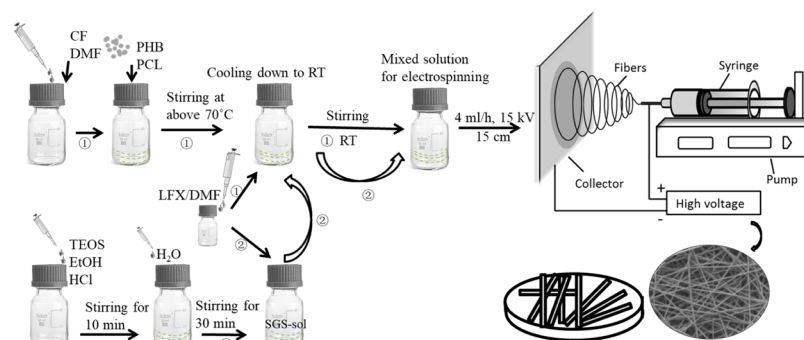 CF
DMF
PHB
PCL
①
Stirring at
above 70°C
①
Cooling down to RT
Stirring
① RT
②
Mixed solution
for electrospinning
4 ml/h, 15 kV
15 cm
Fibers
Syringe
Collector
Pump
+
High voltage
-
LFX/DMF
①
②
②
TEOS
EtOH
HCl
Stirring for
10 min
H₂O
Stirring for
30 min
SGS-sol